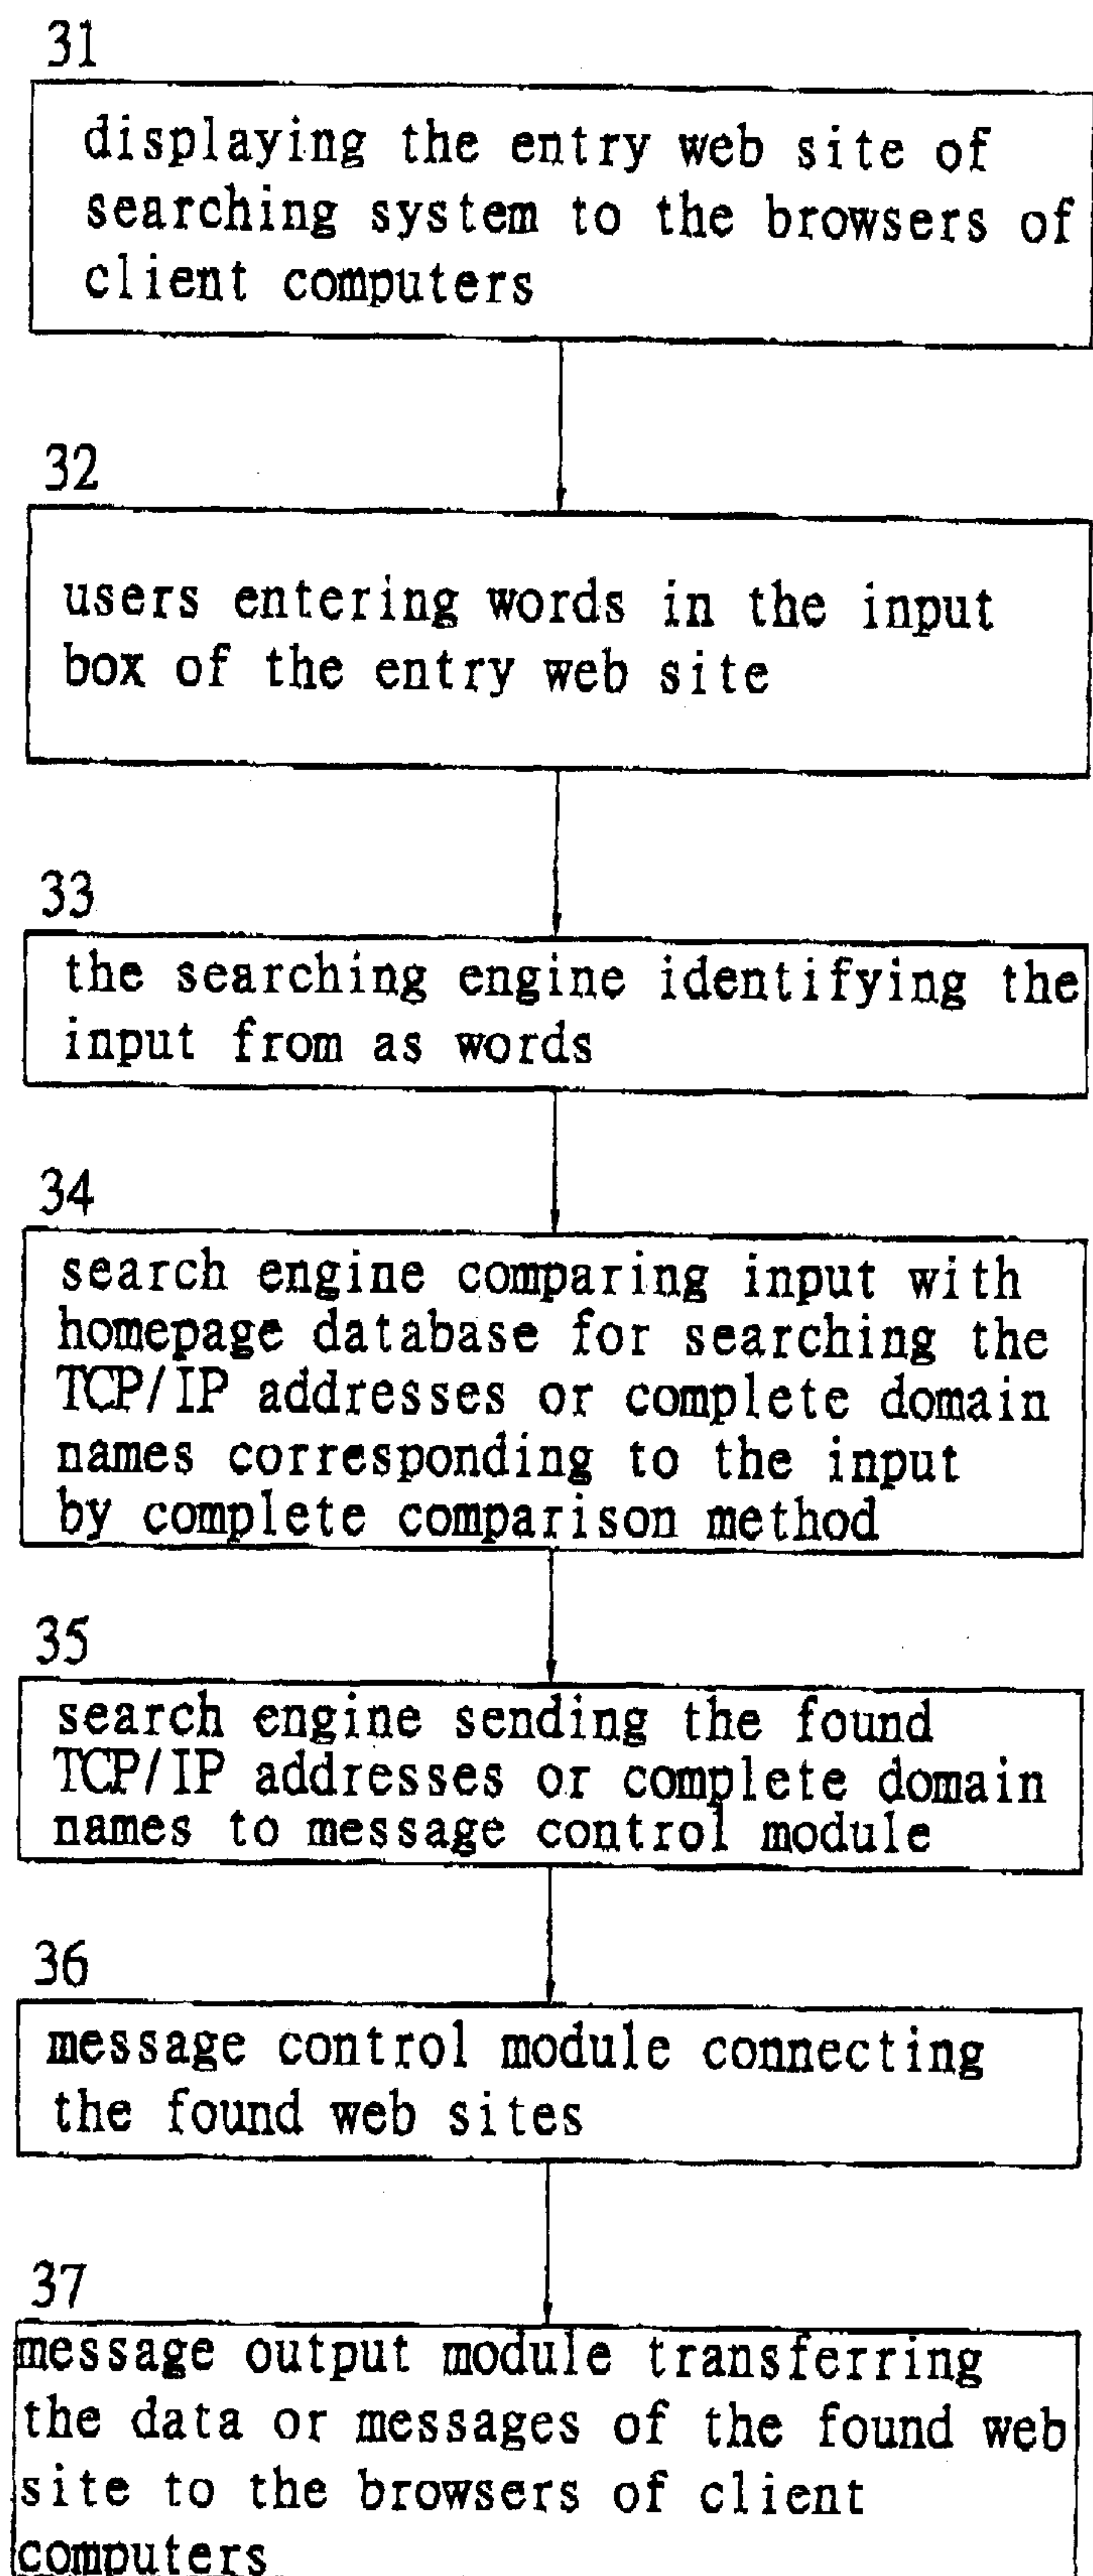 31
displaying the entry web site of
searching system to the browsers of
client computers
32
users entering words in the input
box of the entry web site
33
the searching engine identifying the
input from as words
34
search engine comparing input with
homepage database for searching the
TCP/IP addresses or complete domain
names corresponding to the input
by complete comparison method
35
search engine sending the found
TCP/IP addresses or complete domain
names to message control module
36
message control module connecting
the found web sites
37
message output module transferring
the data or messages of the found web
site to the browsers of client
computers